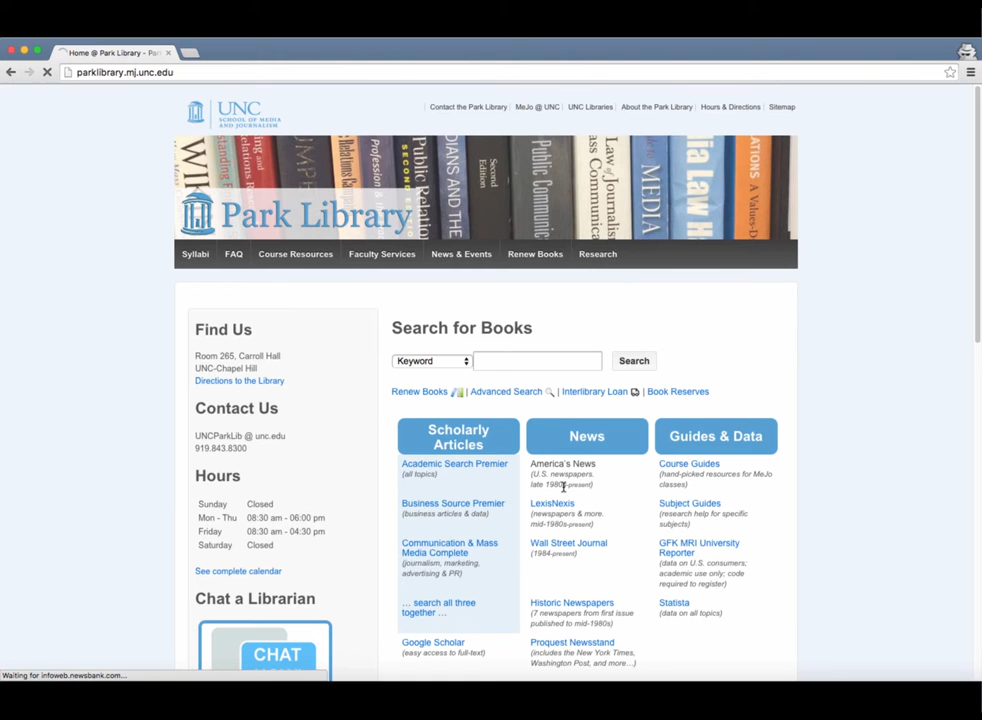 Home @ Park Library - Par
parklibrary.mj.unc.edu
UNC
SCHOOL OF MEDIA
AND JOURNALISM
Contact the Park Library
MeJo @ UNC
UNC Libraries
About the Park Library
Hours & Directions
Sitemap
Public Relation
SECOND EDITION
Second Edition
Public Communic
MEDIA
Park Library
Syllabi
FAQ
Course Resources
Faculty Services
News & Events
Renew Books
Research
Find Us
Room 265, Carroll Hall
UNC-Chapel Hill
Directions to the Library
Contact Us
UNCParkLib @ unc.edu
919.843.8300
Hours
Sunday Closed
Mon - Thu 08:30 am - 06:00 pm
Friday 08:30 am - 04:30 pm
Saturday Closed
See complete calendar
Chat a Librarian
CHAT
Search for Books
Keyword
Search
Renew Books
Advanced Search
Interlibrary Loan
Book Reserves
Scholarly
Articles
Academic Search Premier
(all topics)
Business Source Premier
(business articles & data)
Communication & Mass
Media Complete
(journalism, marketing,
advertising & PR)
… search all three
together …
Google Scholar
(easy access to full-text)
News
America's News
(U.S. newspapers,
late 1980s-present)
LexisNexis
(newspapers & more,
mid-1980s-present)
Wall Street Journal
(1984-present)
Historic Newspapers
(7 newspapers from first issue
published to mid-1980s)
Proquest Newsstand
(includes the New York Times,
Washington Post, and more…)
Guides & Data
Course Guides
(hand-picked resources for MeJo
classes)
Subject Guides
(research help for specific
subjects)
GFK MRI University
Reporter
(data on U.S. consumers;
academic use only; code
required to register)
Statista
(data on all topics)
Waiting for infoweb.newsbank.com...